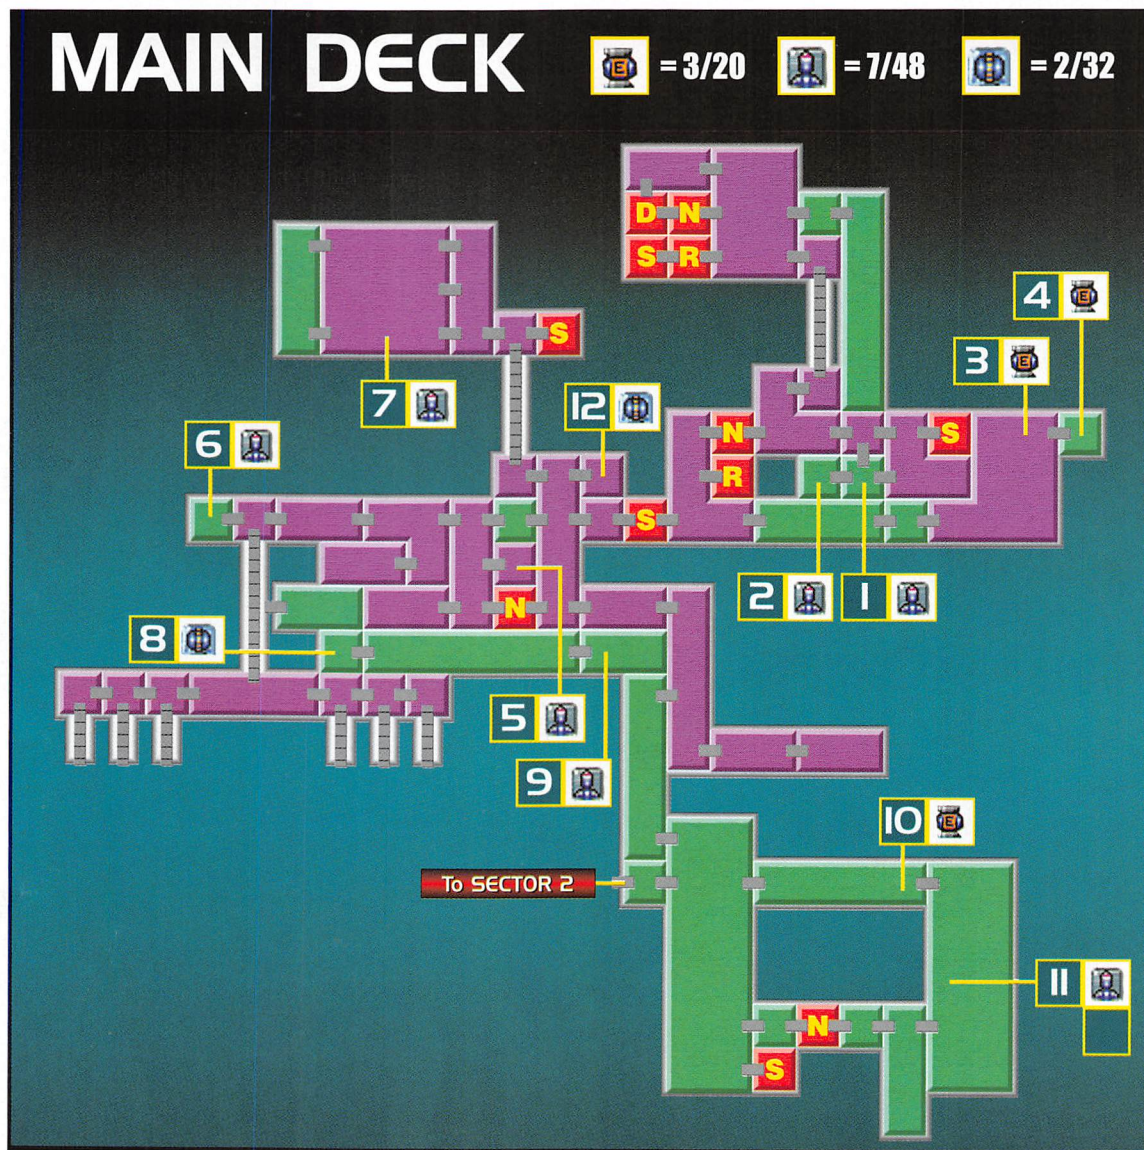 MAIN DECK
E = 3/20
= 7/48
= 2/32
D N
S R
4 E
3 E
S
7
12
N
S
6
R
S
2
1
N
8
5
9
10 E
To SECTOR 2
11
N
S